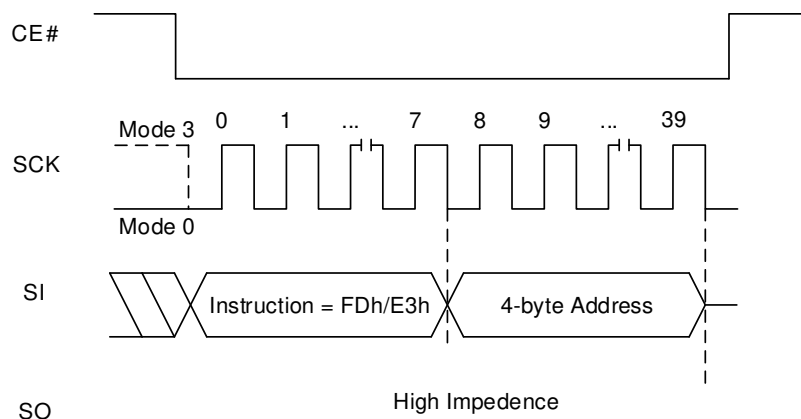 CE#
0 1 ... 7 8 9 ... 39
Mode 3
SCK
Mode 0
SI
Instruction = FDh/E3h
4-byte Address
High Impedence
SO